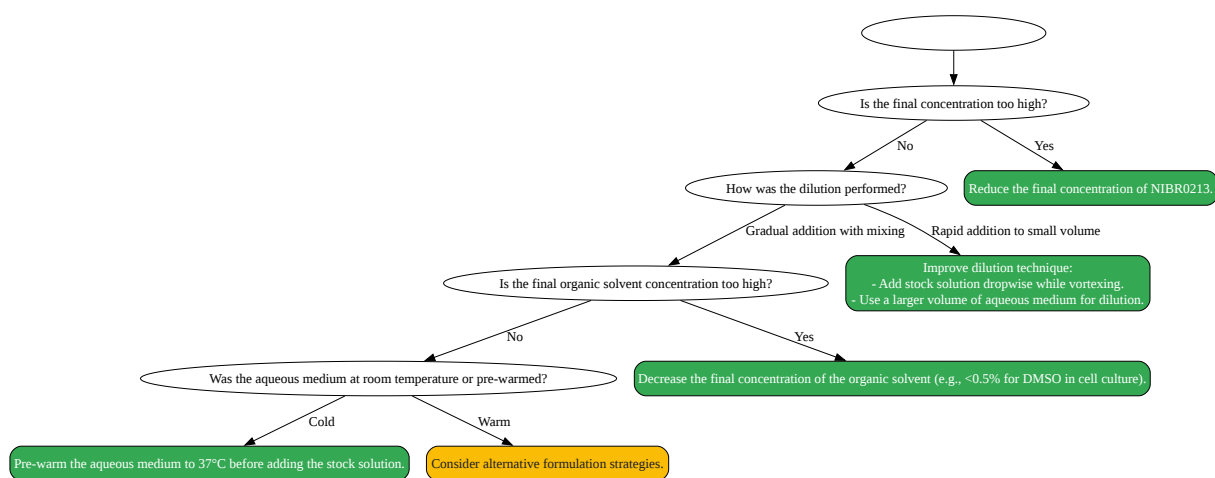 Is the final concentration too high?
No
Yes
How was the dilution performed?
Reduce the final concentration of NIBR0213.
Gradual addition with mixing
Rapid addition to small volume
Is the final organic solvent concentration too high?
Improve dilution technique:
- Add stock solution dropwise while vortexing.
- Use a larger volume of aqueous medium for dilution.
No
Yes
Was the aqueous medium at room temperature or pre-warmed?
Decrease the final concentration of the organic solvent (e.g., <0.5% for DMSO in cell culture).
Cold
Warm
Pre-warm the aqueous medium to 37°C before adding the stock solution.
Consider alternative formulation strategies.